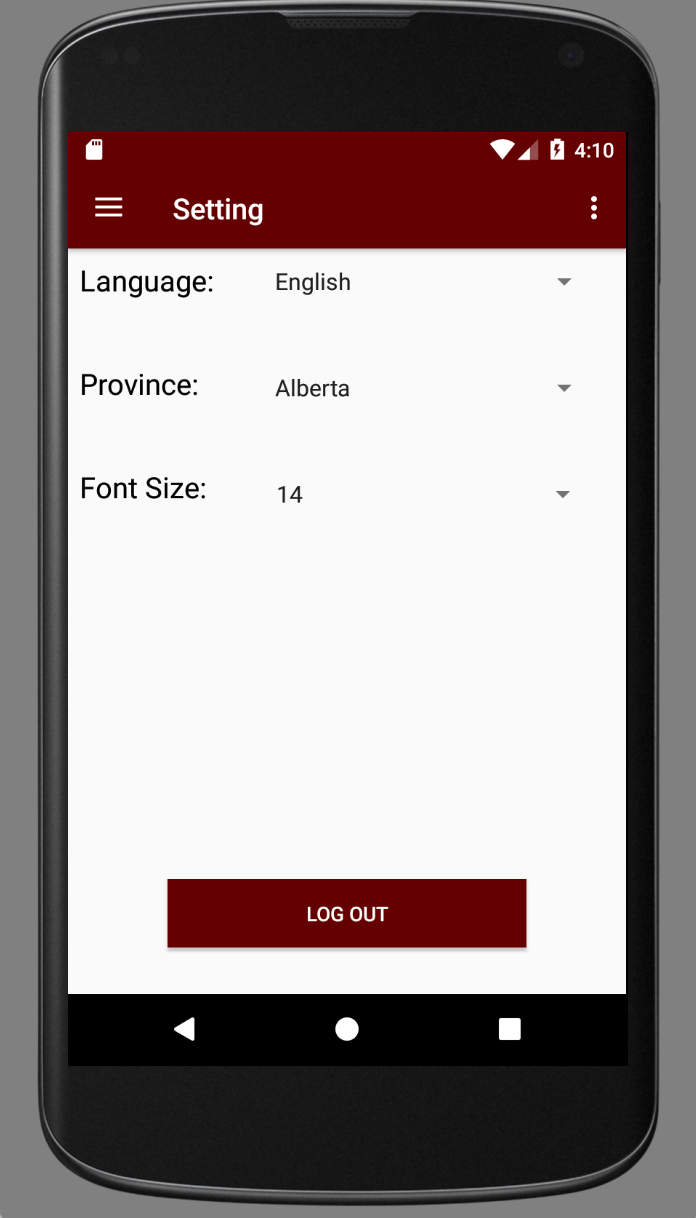 4:10
Setting
Language: English
Province: Alberta
Font Size: 14
LOG OUT